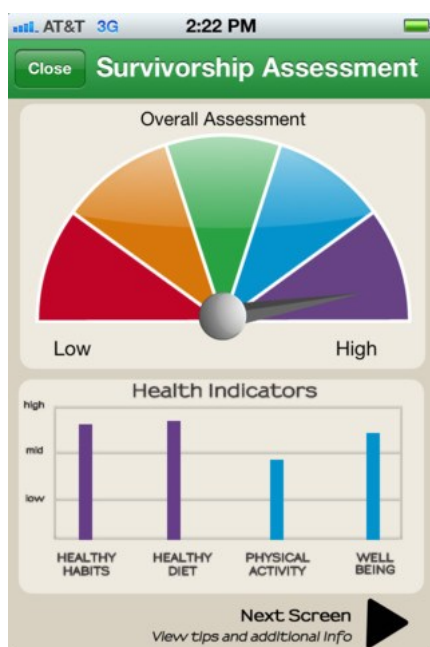 AT&T 3G 2:22 PM
Close Survivorship Assessment
Overall Assessment
Low High
Health Indicators
high
mid
low
HEALTHY HEALTHY PHYSICAL WELL
HABITS DIET ACTIVITY BEING
Next Screen
View tips and additional Info